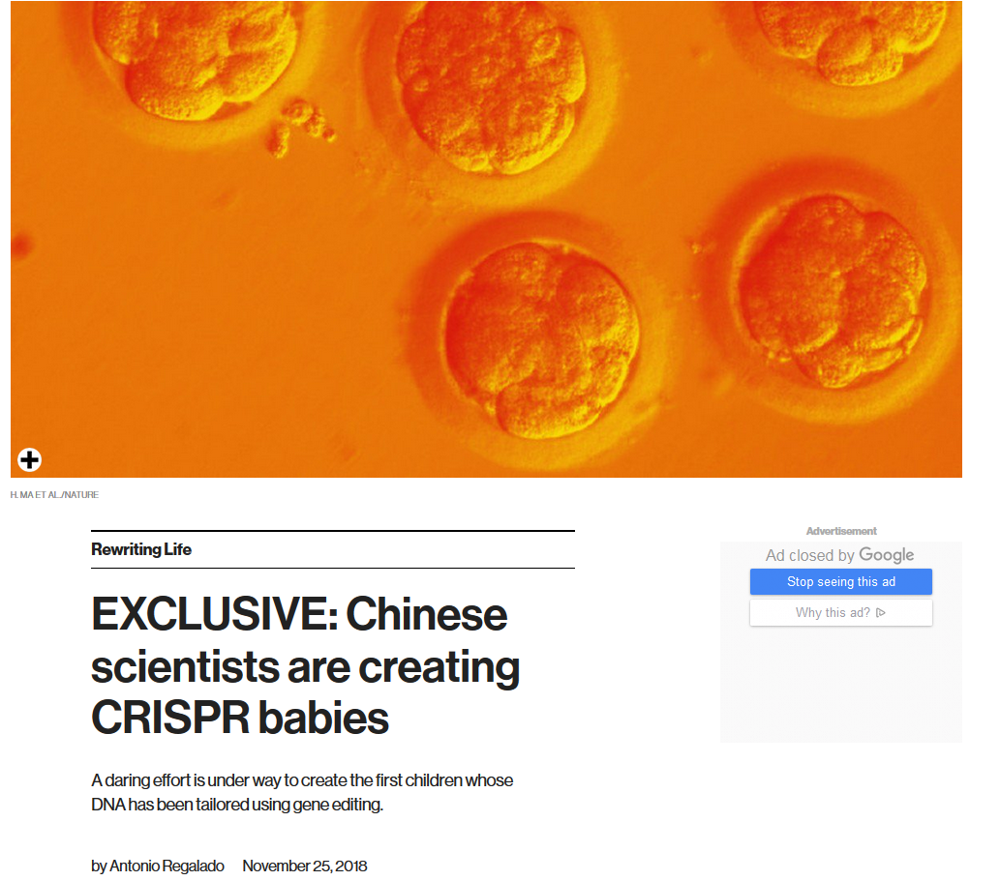 H. MA ET AL./NATURE
Advertisement
Rewriting Life
Ad closed by Google
Stop seeing this ad
Why this ad?
EXCLUSIVE: Chinese
scientists are creating
CRISPR babies
A daring effort is under way to create the first children whose
DNA has been tailored using gene editing.
by Antonio Regalado November 25, 2018